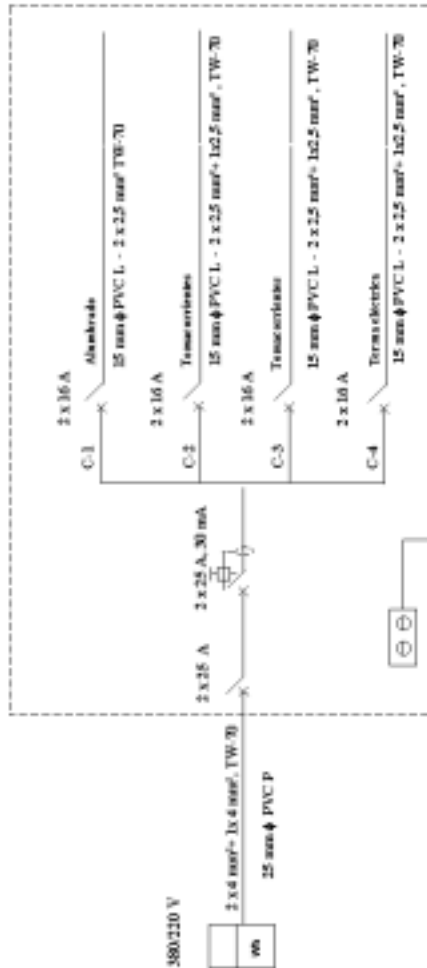 380/220 V
Wh
2 x 4 mm²+ 1x 4 mm², TW-70
25 mm ϕ PVC P
2 x 25 A
2 x 25 A, 30 mA
C-1
2 x 16 A
Alumbrado
15 mm ϕ PVC L - 2 x 2,5 mm² TW-70
C-2
2 x 16 A
Tomacorrientes
15 mm ϕ PVC L - 2 x 2,5 mm²+ 1x2,5 mm², TW-70
C-3
2 x 16 A
Tomacorrientes
15 mm ϕ PVC L - 2 x 2,5 mm²+ 1x2,5 mm², TW-70
C-4
2 x 16 A
Terma eléctrica
15 mm ϕ PVC L - 2 x 2,5 mm²+ 1x2,5 mm², TW-70